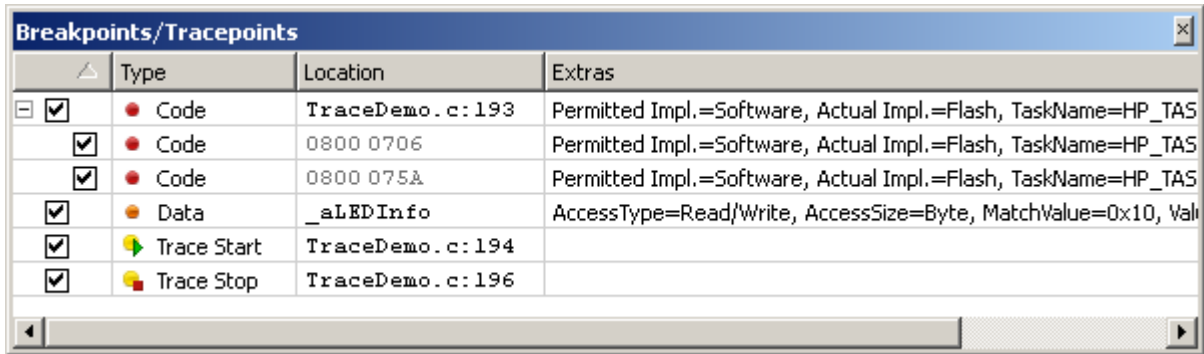 Breakpoints/Tracepoints
Type Location Extras
Code TraceDemo.c:193 Permitted Impl.=Software, Actual Impl.=Flash, TaskName=HP_TAS
Code 0800 0706 Permitted Impl.=Software, Actual Impl.=Flash, TaskName=HP_TAS
Code 0800 075A Permitted Impl.=Software, Actual Impl.=Flash, TaskName=HP_TAS
Data _aLEDInfo AccessType=Read/Write, AccessSize=Byte, MatchValue=0x10, Val
Trace Start TraceDemo.c:194
Trace Stop TraceDemo.c:196